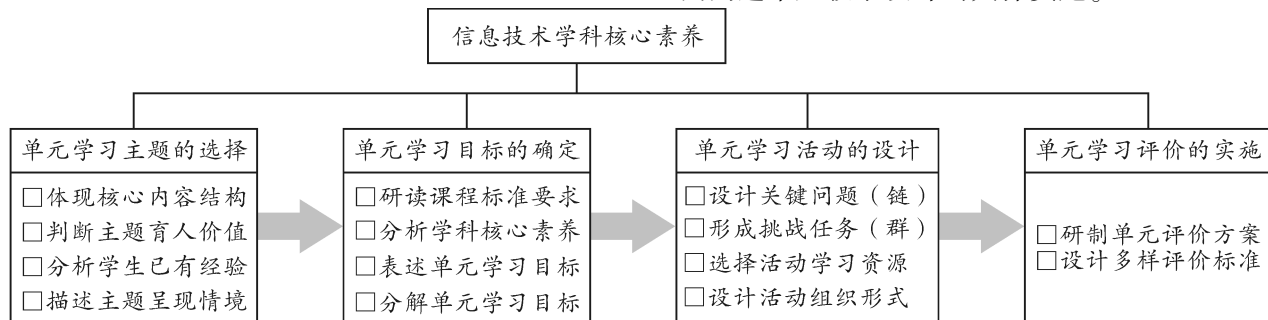 信息技术学科核心素养
单元学习主题的选择
□体现核心内容结构
□判断主题育人价值
□分析学生已有经验
□描述主题呈现情境
单元学习目标的确定
□研读课程标准要求
□分析学科核心素养
□表述单元学习目标
□分解单元学习目标
单元学习活动的设计
□设计关键问题（链）
□形成挑战任务（群）
□选择活动学习资源
□设计活动组织形式
单元学习评价的实施
□研制单元评价方案
□设计多样评价标准